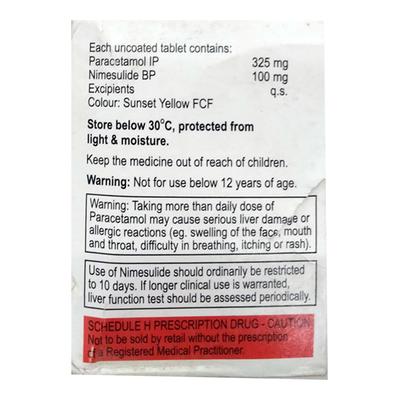 Each uncoated tablet contains:
Paracetamol IP 325 mg
Nimesulide BP 100 mg
Excipients q.s.
Colour: Sunset Yellow FCF
Store below 30°C, protected from
light & moisture.
Keep the medicine out of reach of children.
Warning: Not for use below 12 years of age.
Warning: Taking more than daily dose of
Paracetamol may cause serious liver damage or
allergic reactions (eg. swelling of the face, mouth
and throat, difficulty in breathing, itching or rash).
Use of Nimesulide should ordinarily be restricted
to 10 days. If longer clinical use is warranted,
liver function test should be assessed periodically.
SCHEDULE H PRESCRIPTION DRUG - CAUTION
Not to be sold by retail without the prescription
of a Registered Medical Practitioner.